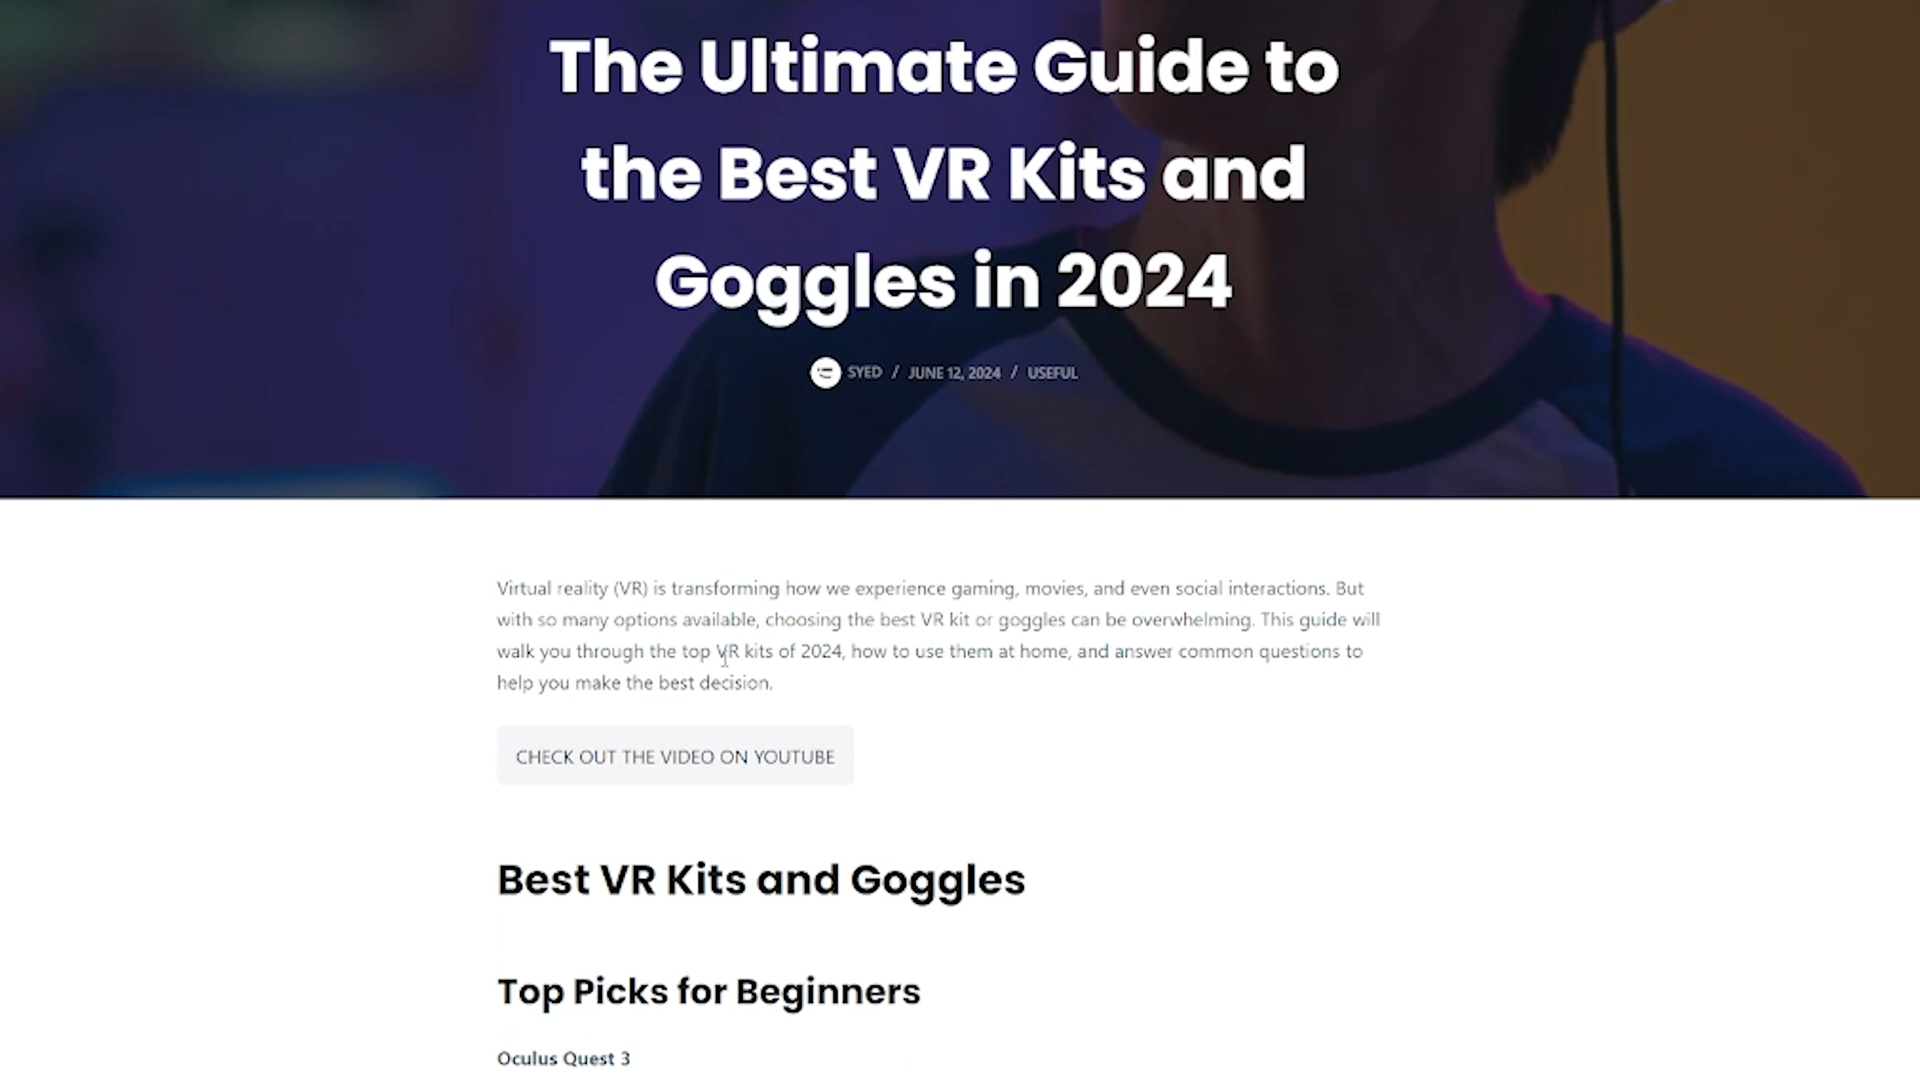 The Ultimate Guide to
the Best VR Kits and
Goggles in 2024
SYED / JUNE 12, 2024 / USEFUL
Virtual reality (VR) is transforming how we experience gaming, movies, and even social interactions. But
with so many options available, choosing the best VR kit or goggles can be overwhelming. This guide will
walk you through the top VR kits of 2024, how to use them at home, and answer common questions to
help you make the best decision.
CHECK OUT THE VIDEO ON YOUTUBE
Best VR Kits and Goggles
Top Picks for Beginners
Oculus Quest 3